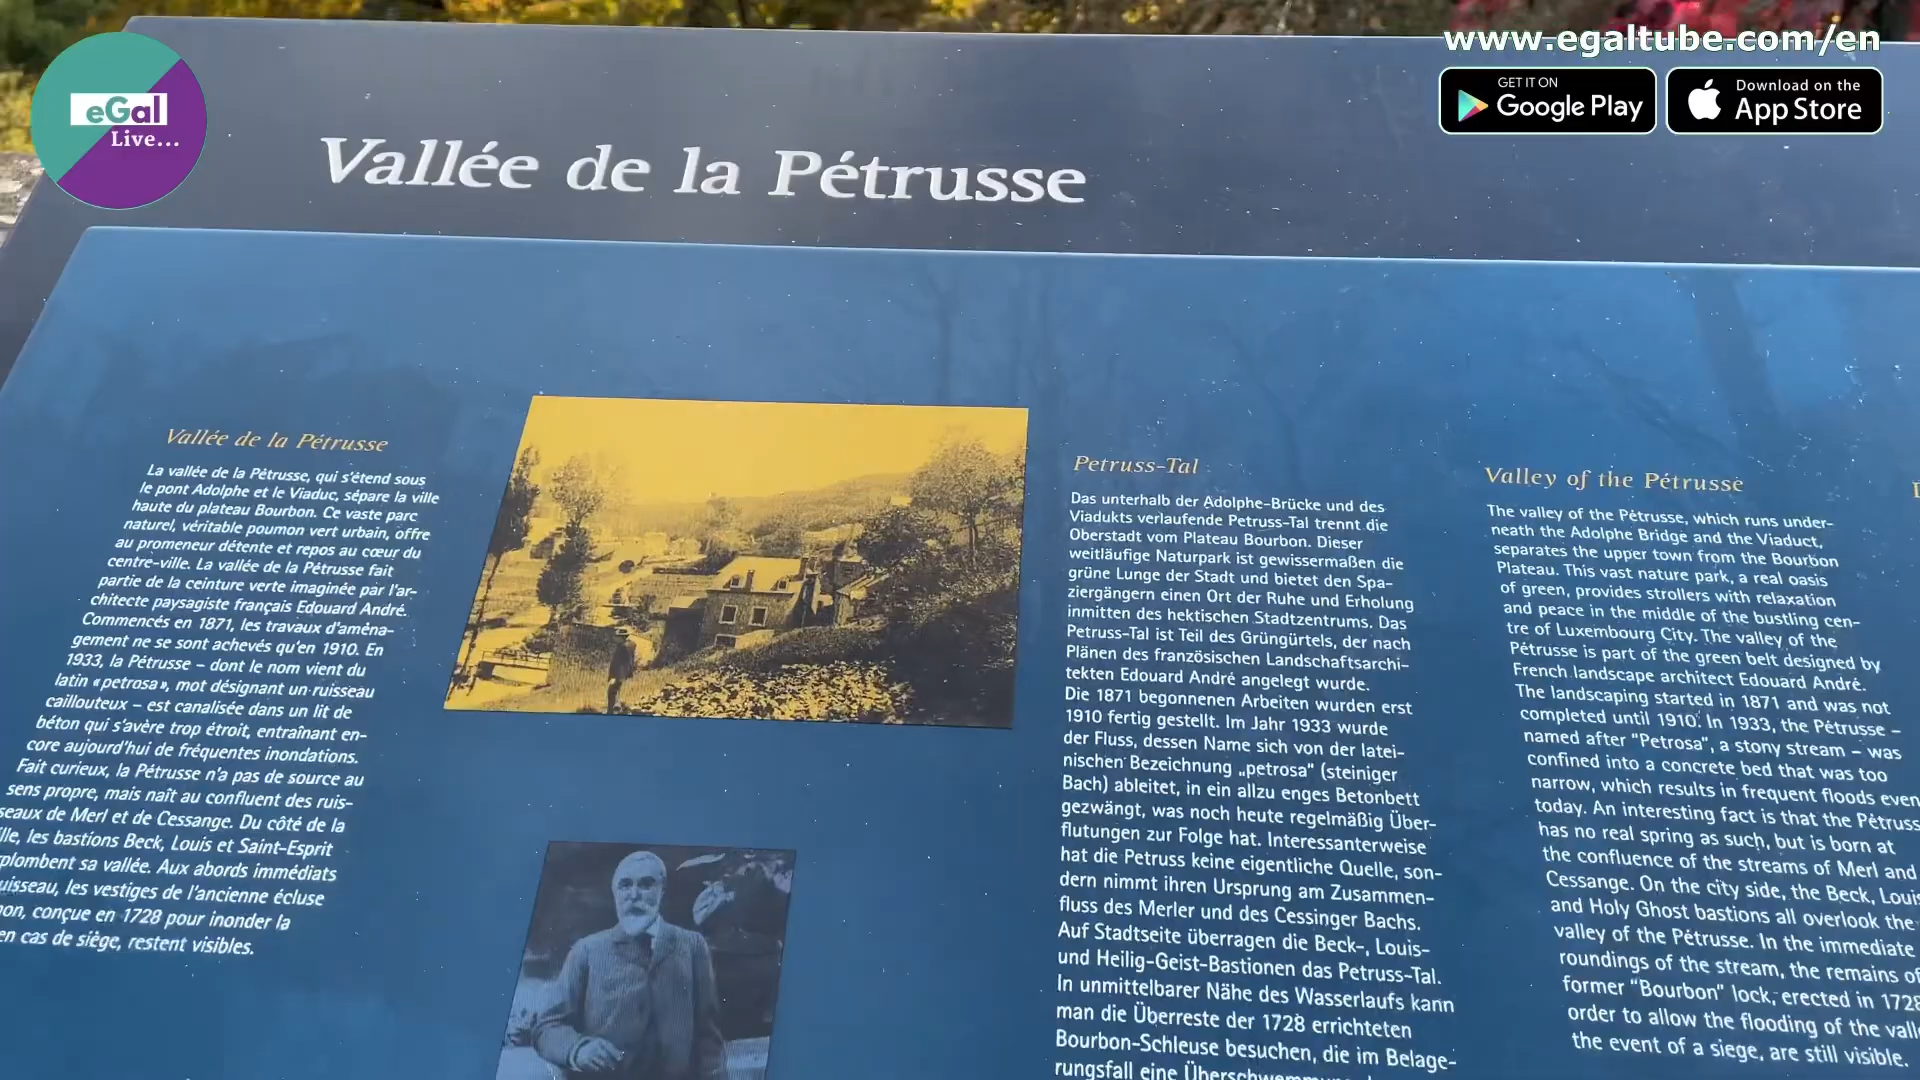 www.egaltube.com/en
GET IT ON
Google Play
Download on the
App Store
eGal
Live...
Vallée de la Pétrusse
Vallée de la Pétrusse
La vallée de la Pétrusse, qui s'étend sous
le pont Adolphe et le Viaduc, sépare la ville
haute du plateau Bourbon. Ce vaste parc
naturel, véritable poumon vert urbain, offre
au promeneur détente et repos au cœur du
centre-ville. La vallée de la Pétrusse fait
partie de la ceinture verte imaginée par l'ar-
chitecte paysagiste français Edouard André.
Commencés en 1871, les travaux d'aména-
gement ne se sont achevés qu'en 1910. En
1933, la Pétrusse – dont le nom vient du
latin «petrosa», mot désignant un ruisseau
caillouteux – est canalisée dans un lit de
béton qui s'avère trop étroit, entraînant en-
core aujourd'hui de fréquentes inondations.
Fait curieux, la Pétrusse n'a pas de source au
sens propre, mais naît au confluent des ruis-
seaux de Merl et de Cessange. Du côté de la
les bastions Beck, Louis et Saint-Esprit
sa vallée. Aux abords immédiats
les vestiges de l'ancienne écluse
conçue en 1728 pour inonder la
en cas de siège, restent visibles.
Petruss-Tal
Das unterhalb der Adolphe-Brücke und des
Viadukts verlaufende Petruss-Tal trennt die
Oberstadt vom Plateau Bourbon. Dieser
weitläufige Naturpark ist gewissermaßen die
grüne Lunge der Stadt und bietet den Spa-
ziergängern einen Ort der Ruhe und Erholung
inmitten des hektischen Stadtzentrums. Das
Petruss-Tal ist Teil des Grüngürtels, der nach
Plänen des französischen Landschaftsarchi-
tekten Edouard André angelegt wurde.
Die 1871 begonnenen Arbeiten wurden erst
1910 fertig gestellt. Im Jahr 1933 wurde
der Fluss, dessen Name sich von der latei-
nischen Bezeichnung „petrosa" (steiniger
Bach) ableitet, in ein allzu enges Betonbett
gezwängt, was noch heute regelmäßig Über-
flutungen zur Folge hat. Interessanterweise
hat die Petruss keine eigentliche Quelle, son-
dern nimmt ihren Ursprung am Zusammen-
fluss des Merler und des Cessinger Bachs.
Auf Stadtseite überragen die Beck-, Louis-
und Heilig-Geist-Bastionen das Petruss-Tal.
In unmittelbarer Nähe des Wasserlaufs kann
man die Überreste der 1728 errichteten
Bourbon-Schleuse besuchen, die im Belage-
rungsfall eine
Valley of the Pétrusse
The valley of the Pétrusse, which runs under-
neath the Adolphe Bridge and the Viaduct,
separates the upper town from the Bourbon
Plateau. This vast nature park, a real oasis
of green, provides strollers with relaxation
and peace in the middle of the bustling cen-
tre of Luxembourg City. The valley of the
Pétrusse is part of the green belt designed by
French landscape architect Edouard André.
The landscaping started in 1871 and was not
completed until 1910. In 1933, the Pétrusse –
named after "Petrosa", a stony stream – was
confined into a concrete bed that was too
narrow, which results in frequent floods even
today. An interesting fact is that the Pétruss
has no real spring as such, but is born at
the confluence of the streams of Merl and
Cessange. On the city side, the Beck, Louis
and Holy Ghost bastions all overlook the
valley of the Pétrusse. In the immediate
roundings of the stream, the remains of
former "Bourbon" lock, erected in 1728
order to allow the flooding of the
the event of a siege, are still visible.